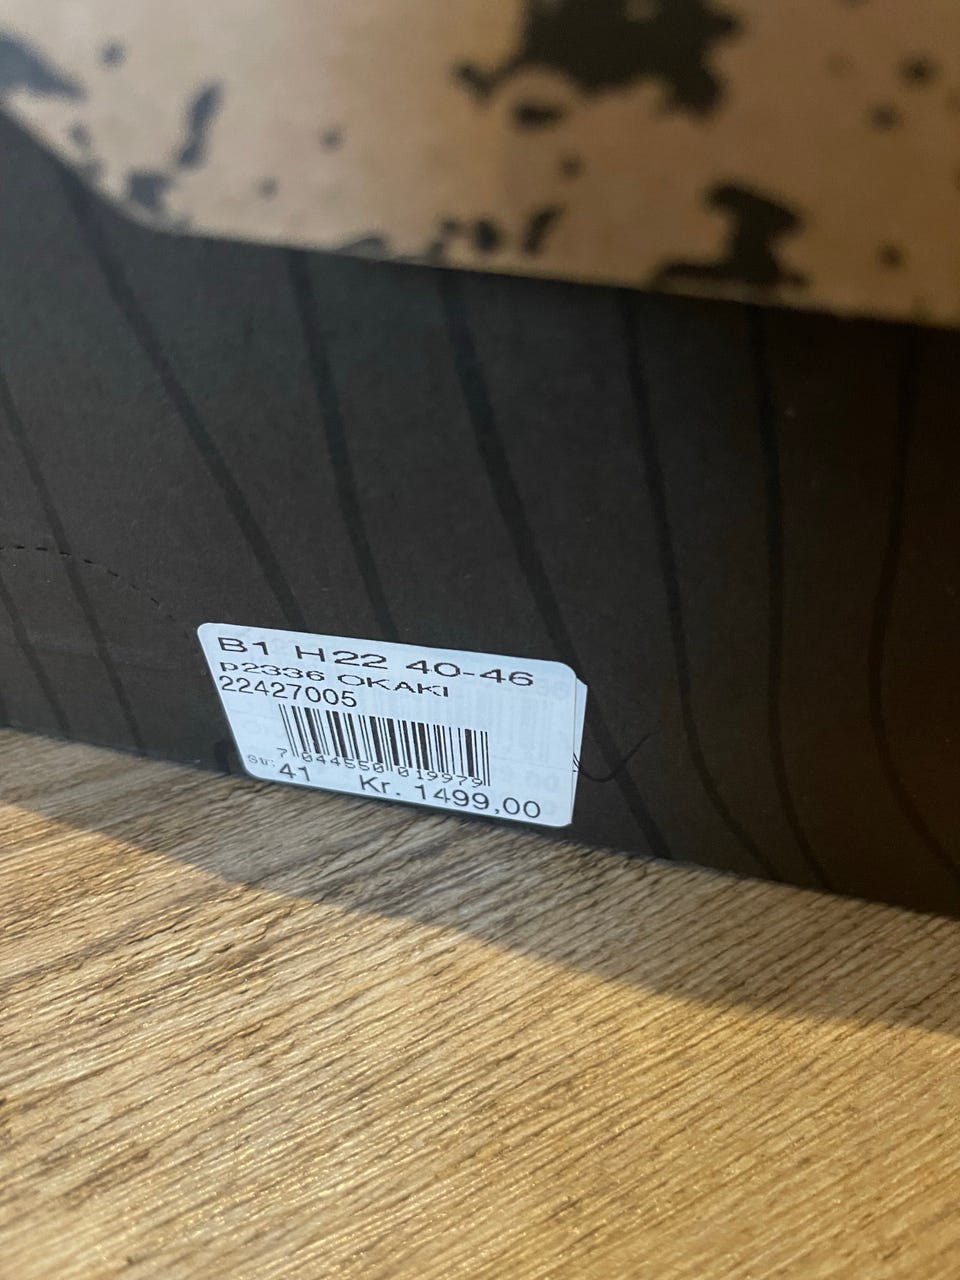 B1 H22 40-46
p2336 OKAKI
22427005
7 044550 019979
Str: 41 Kr. 1499,00